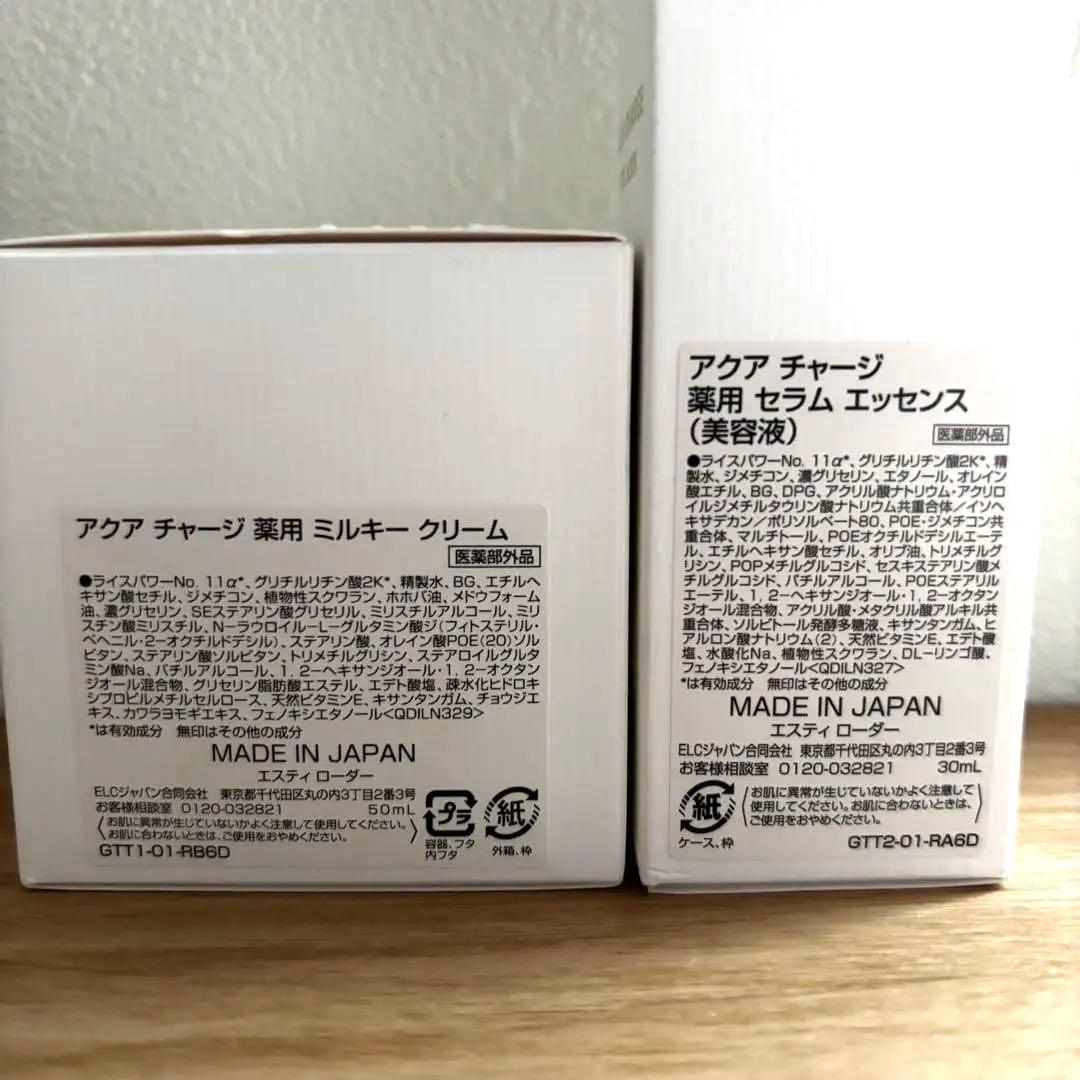 アクア チャージ 薬用 ミルキー クリーム
医薬部外品
●ライスパワーNo. 11α*、グリチルリチン酸2K*、精製水、BG、エチルヘ
キサン酸セチル、ジメチコン、植物性スクワラン、ホホバ油、メドウフォーム
油、濃グリセリン、SEステアリン酸グリセリル、ミリスチルアルコール、ミリ
スチン酸ミリスチル、N-ラウロイル-L-グルタミン酸ジ(フィトステリル・
ベヘニル・2-オクチルドデシル)、ステアリン酸、オレイン酸POE(20)ソル
ビタン、ステアリン酸ソルビタン、トリメチルグリシン、ステアロイルグルタ
ミン酸Na、バチルアルコール、1, 2-ヘキサンジオール・1, 2-オクタン
ジオール混合物、グリセリン脂肪酸エステル、エデト酸塩、疎水化ヒドロキ
シプロピルメチルセルロース、天然ビタミンE、キサンタンガム、チョウジエ
キス、カワラヨモギエキス、フェノキシエタノール<QDILN329>
*は有効成分 無印はその他の成分
MADE IN JAPAN
エスティ ローダー
ELCジャパン合同会社 東京都千代田区丸の内3丁目2番3号
お客様相談室 0120-032821 50mL
お肌に異常が生じていないかよく注意して使用してください。
お肌に合わないときは、ご使用をおやめください。
GTT1-01-RB6D
プラ
容器、フタ
内フタ
紙
外箱、枠
アクア チャージ
薬用 セラム エッセンス
(美容液)
医薬部外品
●ライスパワーNo. 11α*、グリチルリチン酸2K*、精
製水、ジメチコン、濃グリセリン、エタノール、オレイン
酸エチル、BG、DPG、アクリル酸ナトリウム・アクリロ
イルジメチルタウリン酸ナトリウム共重合体/イソヘ
キサデカン/ポリソルベート80、POE・ジメチコン共
重合体、マルチトール、POEオクチルドデシルエーテ
ル、エチルヘキサン酸セチル、オリブ油、トリメチルグ
リシン、POPメチルグルコシド、セスキステアリン酸メ
チルグルコシド、バチルアルコール、POEステアリル
エーテル、1, 2-ヘキサンジオール・1, 2-オクタン
ジオール混合物、アクリル酸・メタクリル酸アルキル共
重合体、ソルビトール発酵多糖液、キサンタンガム、ヒ
アルロン酸ナトリウム(2)、天然ビタミンE、エデト酸
塩、水酸化Na、植物性スクワラン、DL-リンゴ酸、
フェノキシエタノール<QDILN327>
*は有効成分 無印はその他の成分
MADE IN JAPAN
エスティ ローダー
ELCジャパン合同会社 東京都千代田区丸の内3丁目2番3号
お客様相談室 0120-032821 30mL
紙
ケース、枠
お肌に異常が生じていないかよく注意して
使用してください。お肌に合わないときは、
ご使用をおやめください。
GTT2-01-RA6D